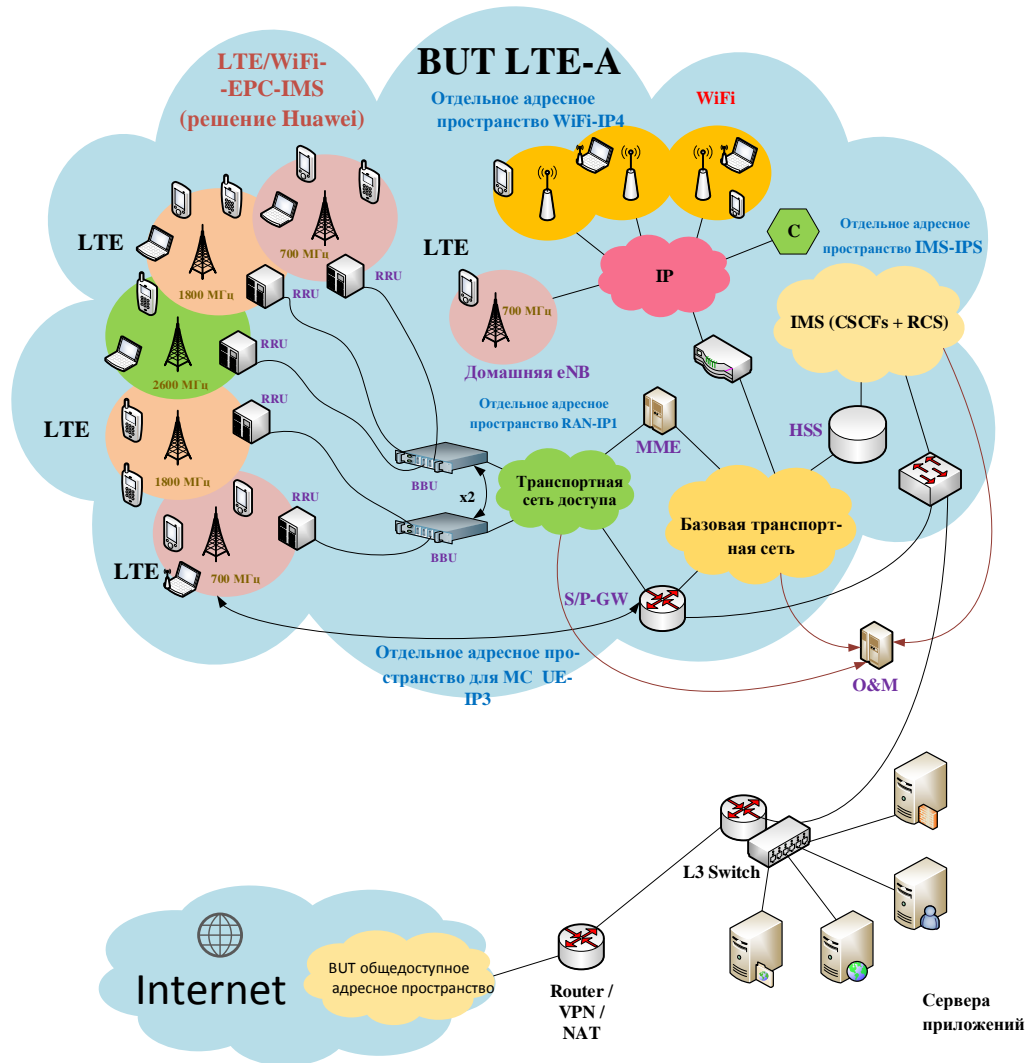 LTE/WiFi-
-EPC-IMS
(решение Huawei)
BUT LTE-A
Отдельное адресное
пространство WiFi-IP4
WiFi
LTE
700 МГц
RRU
1800 МГц
RRU
LTE
700 МГц
Домашняя eNB
IP
C
Отдельное адресное
пространство IMS-IPS
IMS (CSCFs + RCS)
RRU
2600 МГц
RRU
LTE
1800 МГц
Отдельное адресное
пространство RAN-IP1
MME
HSS
BBU
x2
BBU
Транспортная
сеть доступа
Базовая транспорт-
ная сеть
RRU
LTE
700 МГц
S/P-GW
Отдельное адресное про-
странство для МС  UE-
IP3
O&M
L3 Switch
Internet
BUT общедоступное
адресное пространство
Router /
VPN /
NAT
Сервера
приложений